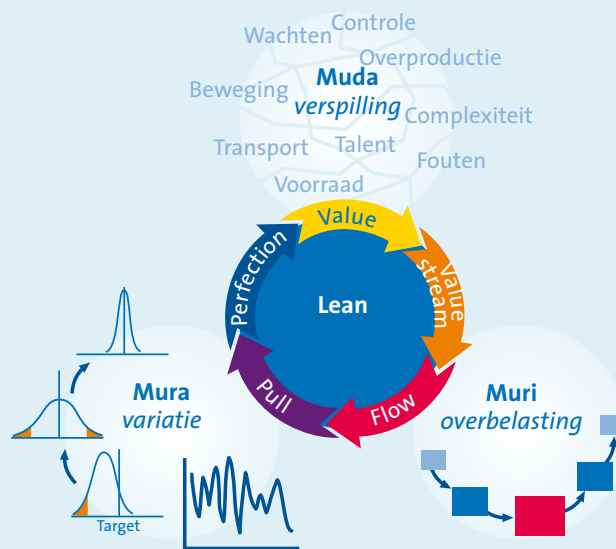 Wachten
Controle
Overproductie
Muda
verspilling
Beweging
Complexiteit
Transport
Talent
Fouten
Voorraad
Value
Value
stream
Flow
Pull
Perfection
Lean
Mura
variatie
Target
Muri
overbelasting